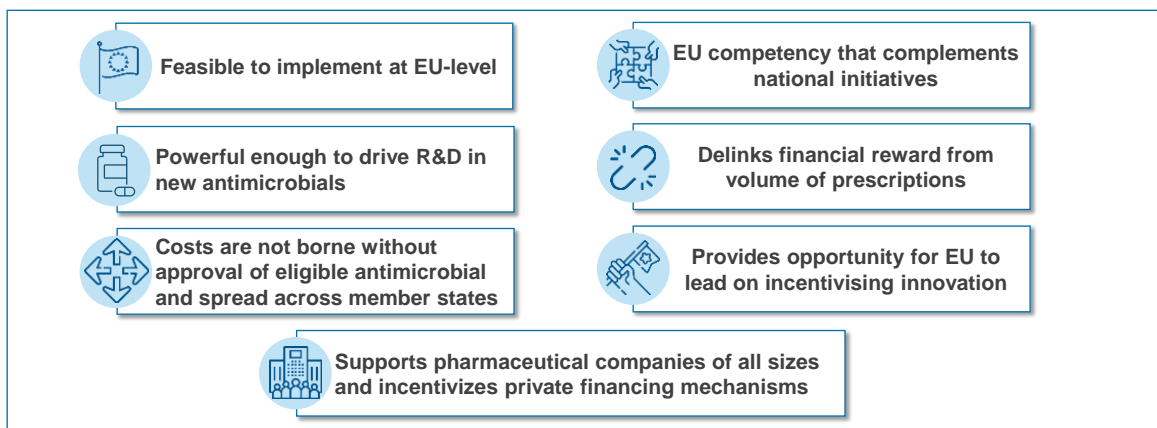 Feasible to implement at EU-level
EU competency that complements
national initiatives
Powerful enough to drive R&D in
new antimicrobials
Delinks financial reward from
volume of prescriptions
Costs are not borne without
approval of eligible antimicrobial
and spread across member states
Provides opportunity for EU to
lead on incentivising innovation
Supports pharmaceutical companies of all sizes
and incentivizes private financing mechanisms